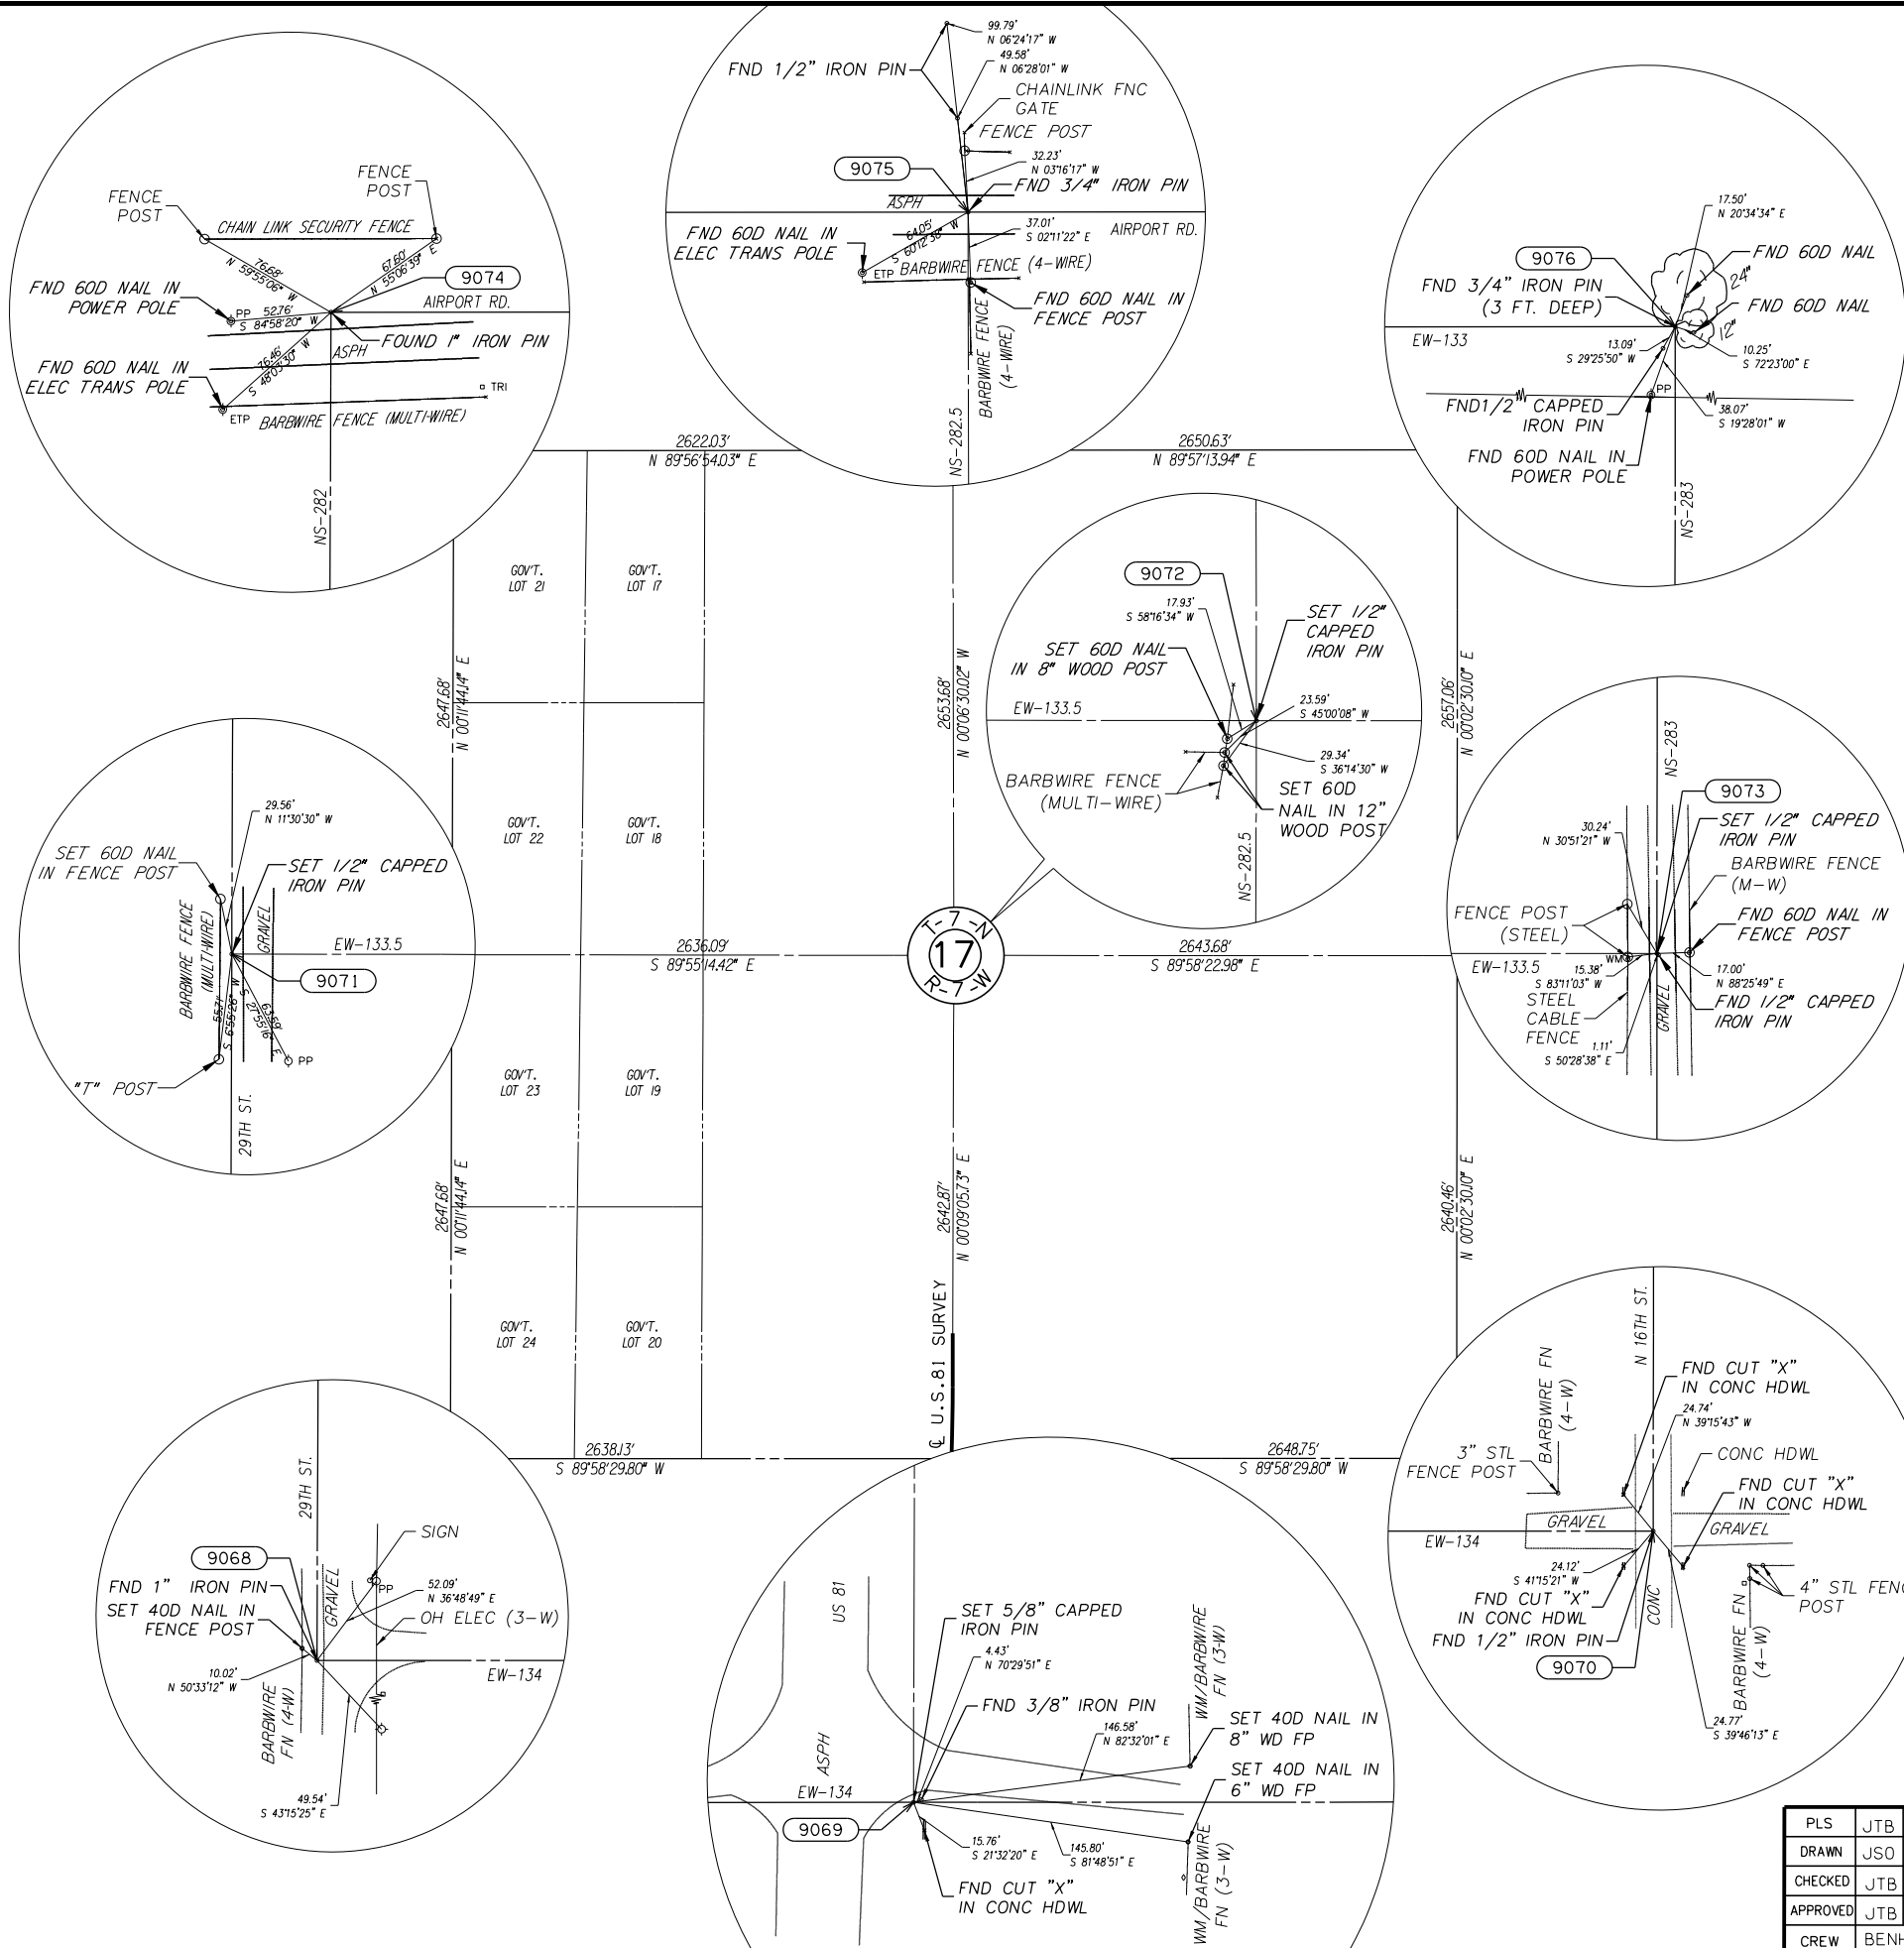 FENCE
POST
FENCE
POST
CHAIN LINK SECURITY FENCE
76.68'
N 59°55'06" W
67.60'
N 55°06'39" E
9074
AIRPORT RD.
FND 60D NAIL IN
POWER POLE
PP
52.76'
S 84°58'20" W
FOUND 1" IRON PIN
ASPH
76.46'
S 48°03'30" W
FND 60D NAIL IN
ELEC TRANS POLE
TRI
ETP
BARBWIRE FENCE (MULTI-WIRE)
NS-282
99.79'
N 06°24'17" W
49.58'
N 06°28'01" W
FND 1/2" IRON PIN
CHAINLINK FNC
GATE
FENCE POST
32.23'
N 03°16'17" W
9075
FND 3/4" IRON PIN
ASPH
64.05'
S 60°12'38" W
37.01'
S 02°11'22" E
AIRPORT RD.
FND 60D NAIL IN
ELEC TRANS POLE
ETP
BARBWIRE FENCE (4-WIRE)
FND 60D NAIL IN
FENCE POST
BARBWIRE FENCE
(4-WIRE)
NS-282.5
17.50'
N 20°34'34" E
9076
FND 60D NAIL
24"
FND 3/4" IRON PIN
(3 FT. DEEP)
FND 60D NAIL
12"
EW-133
13.09'
S 29°25'50" W
10.25'
S 72°23'00" E
PP
FND1/2" CAPPED
IRON PIN
38.07'
S 19°28'01" W
FND 60D NAIL IN
POWER POLE
NS-283
2622.03'
N 89°56'54.03" E
2650.63'
N 89°57'13.94" E
GOV'T.
LOT 21
GOV'T.
LOT 17
2647.68'
N 00°11'44.14" E
2653.68'
N 00°06'30.02" W
2657.06'
N 00°02'30.10" E
9072
17.93'
S 58°16'34" W
SET 1/2"
CAPPED
IRON PIN
SET 60D NAIL
IN 8" WOOD POST
EW-133.5
23.59'
S 45°00'08" W
29.34'
S 36°14'30" W
BARBWIRE FENCE
(MULTI-WIRE)
SET 60D
NAIL IN 12"
WOOD POST
NS-282.5
29.56'
N 11°30'30" W
SET 60D NAIL
IN FENCE POST
SET 1/2" CAPPED
IRON PIN
BARBWIRE FENCE
(MULTI-WIRE)
GRAVEL
EW-133.5
9071
55.71'
S 6°55'26" W
63.59'
S 27°55'16" E
PP
"T" POST
29TH ST.
GOV'T.
LOT 22
GOV'T.
LOT 18
2636.09'
S 89°55'14.42" E
T-7-N
17
R-7-W
2643.68'
S 89°58'22.98" E
NS-283
9073
30.24'
N 30°51'21" W
SET 1/2" CAPPED
IRON PIN
BARBWIRE FENCE
(M-W)
FENCE POST
(STEEL)
FND 60D NAIL IN
FENCE POST
WM
EW-133.5
15.38'
S 83°11'03" W
17.00'
N 88°25'49" E
STEEL
CABLE
FENCE
GRAVEL
FND 1/2" CAPPED
IRON PIN
1.11'
S 50°28'38" E
GOV'T.
LOT 23
GOV'T.
LOT 19
2647.68'
N 00°11'44.14" E
2642.87'
N 00°09'05.73" E
2640.46'
N 00°02'30.10" E
GOV'T.
LOT 24
GOV'T.
LOT 20
℄ U.S.81 SURVEY
2638.13'
S 89°58'29.80" W
2648.75'
S 89°58'29.80" W
29TH ST.
SIGN
9068
PP
FND 1" IRON PIN
GRAVEL
52.09'
N 36°48'49" E
SET 40D NAIL IN
FENCE POST
OH ELEC (3-W)
10.02'
N 50°33'12" W
EW-134
BARBWIRE
FN (4-W)
49.54'
S 43°15'25" E
US 81
SET 5/8" CAPPED
IRON PIN
4.43'
N 70°29'51" E
WM/BARBWIRE
FN (3-W)
FND 3/8" IRON PIN
146.58'
N 82°32'01" E
SET 40D NAIL IN
8" WD FP
ASPH
SET 40D NAIL IN
6" WD FP
EW-134
9069
15.76'
S 21°32'20" E
145.80'
S 81°48'51" E
FND CUT "X"
IN CONC HDWL
WM/BARBWIRE
FN (3-W)
N 16TH ST.
BARBWIRE FN
(4-W)
FND CUT "X"
IN CONC HDWL
24.74'
N 39°15'43" W
3" STL
FENCE POST
CONC HDWL
FND CUT "X"
IN CONC HDWL
GRAVEL
GRAVEL
EW-134
24.12'
S 41°15'21" W
FND CUT "X"
IN CONC HDWL
CONC
4" STL FENC
POST
FND 1/2" IRON PIN
9070
BARBWIRE FN
(4-W)
24.77'
S 39°46'13" E
PLS JTB
DRAWN JSO
CHECKED JTB
APPROVED JTB
CREW BENH